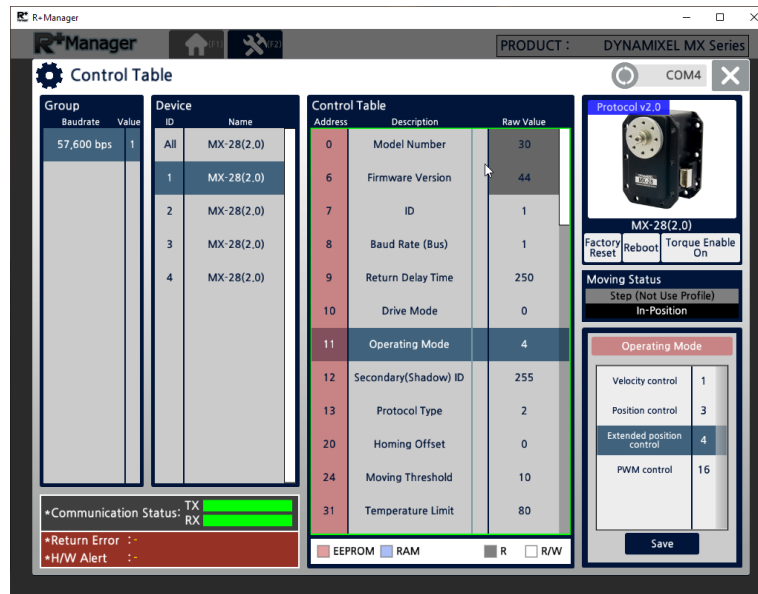 R+Manager
R+Manager (F1) (F2) PRODUCT : DYNAMIXEL MX Series
Control Table COM4
Group
Baudrate Value
57,600 bps 1
Device
ID Name
All MX-28(2.0)
1 MX-28(2.0)
2 MX-28(2.0)
3 MX-28(2.0)
4 MX-28(2.0)
Control Table
Address Description Raw Value
0 Model Number 30
6 Firmware Version 44
7 ID 1
8 Baud Rate (Bus) 1
9 Return Delay Time 250
10 Drive Mode 0
11 Operating Mode 4
12 Secondary(Shadow) ID 255
13 Protocol Type 2
20 Homing Offset 0
24 Moving Threshold 10
31 Temperature Limit 80
EEPROM RAM R R/W
Protocol v2.0
MX-28
MX-28(2.0)
Factory Reset Reboot Torque Enable On
Moving Status
Step (Not Use Profile)
In-Position
Operating Mode
Velocity control 1
Position control 3
Extended position control 4
PWM control 16
Save
*Communication Status: TX
RX
*Return Error :-
*H/W Alert :-